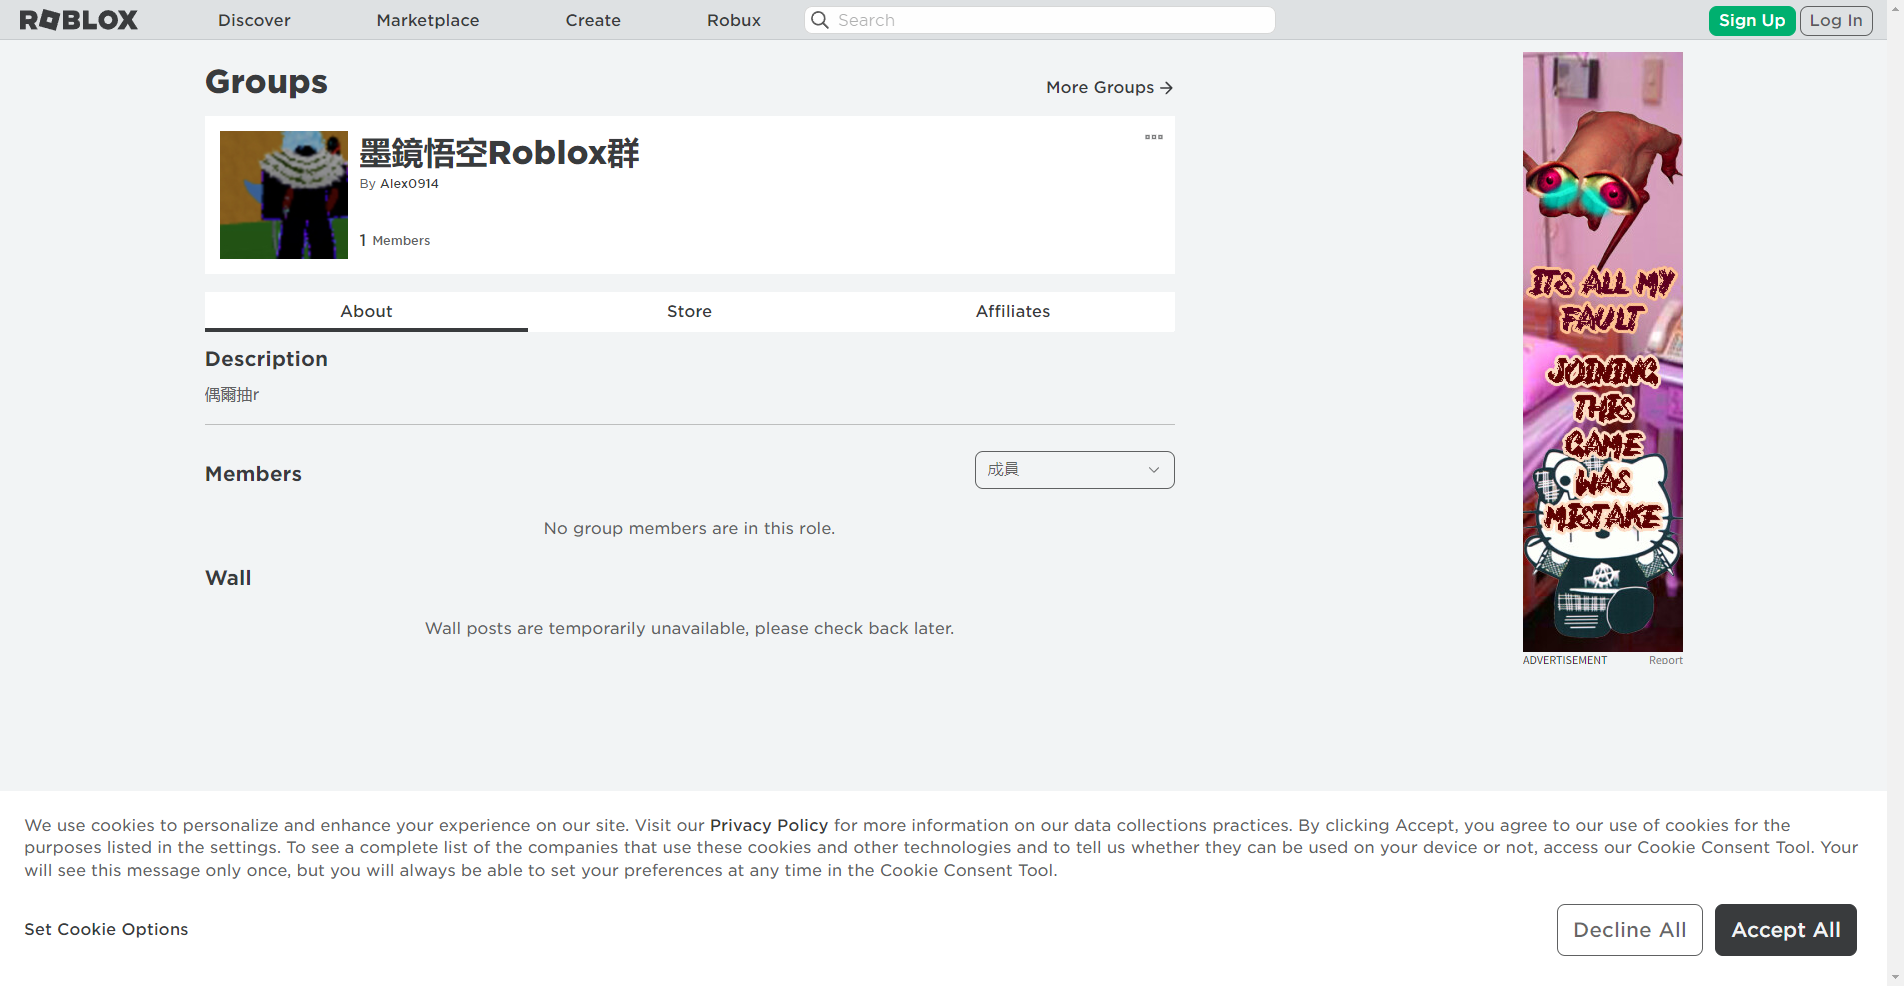 ROBLOX
Discover
Marketplace
Create
Robux
Search
Sign Up
Log In
Groups
More Groups
墨鏡悟空Roblox群
By Alex0914
1 Members
About
Store
Affiliates
Description
偶爾抽r
Members
成員
No group members are in this role.
Wall
Wall posts are temporarily unavailable, please check back later.
ITS ALL MY
FAULT
JOINING
THIS
GAME
WAS
MISTAKE
ADVERTISEMENT
Report
We use cookies to personalize and enhance your experience on our site. Visit our Privacy Policy for more information on our data collections practices. By clicking Accept, you agree to our use of cookies for the
purposes listed in the settings. To see a complete list of the companies that use these cookies and other technologies and to tell us whether they can be used on your device or not, access our Cookie Consent Tool. Your
will see this message only once, but you will always be able to set your preferences at any time in the Cookie Consent Tool.
Set Cookie Options
Decline All
Accept All